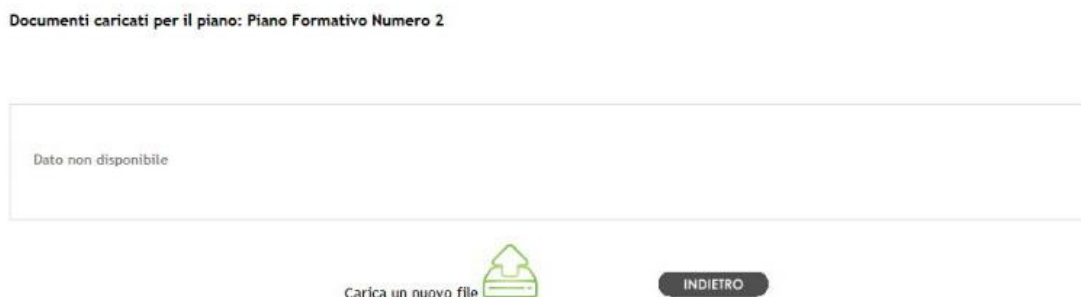 Documenti caricati per il piano: Piano Formativo Numero 2
Dato non disponibile
Carica un nuovo file
INDIETRO